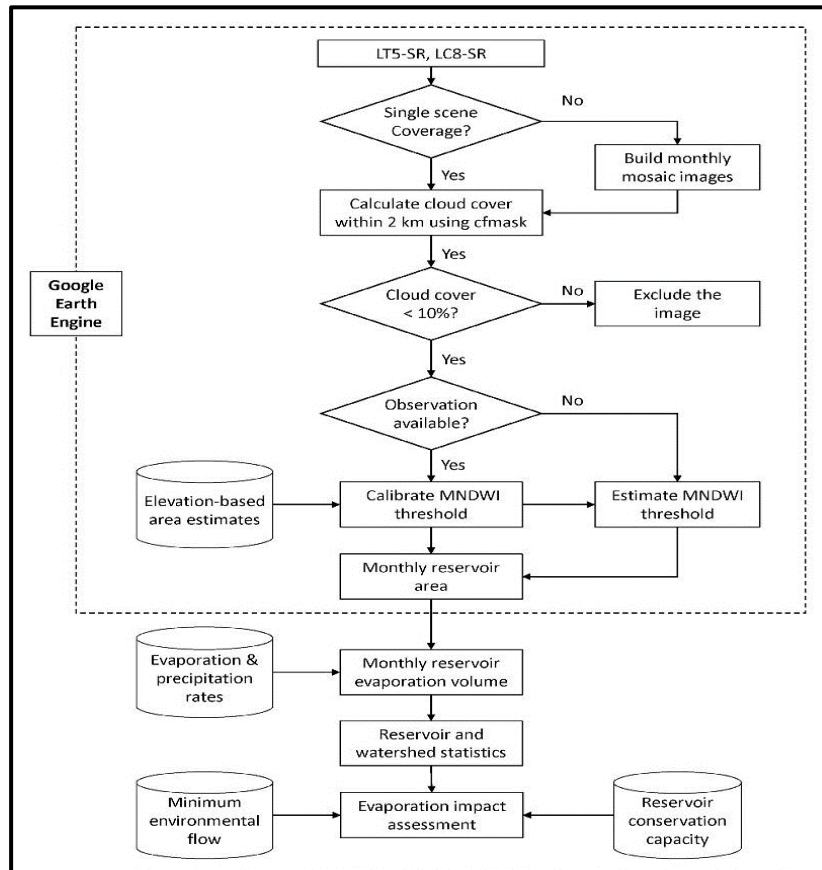 LT5-SR, LC8-SR
Single scene
Coverage?
No
Build monthly
mosaic images
Yes
Calculate cloud cover
within 2 km using cfmask
Yes
Google
Earth
Engine
Cloud cover
< 10%?
No
Exclude the
image
Yes
Observation
available?
No
Yes
Elevation-based
area estimates
Calibrate MNDWI
threshold
Estimate MNDWI
threshold
Monthly reservoir
area
Evaporation &
precipitation
rates
Monthly reservoir
evaporation volume
Reservoir and
watershed statistics
Minimum
environmental
flow
Evaporation impact
assessment
Reservoir
conservation
capacity